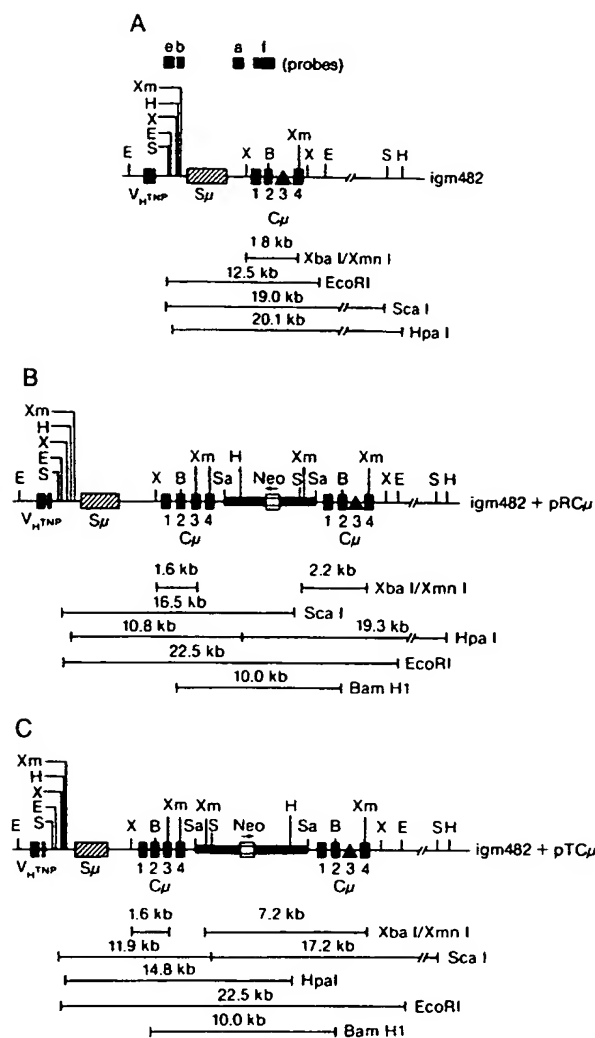 A
e b a f (probes)
Xm
H
X
E
S
E X B Xm X E S H
igm482
VHTNP Sμ 1 2 3 4
Cμ
1.8 kb
Xba I/Xmn I
12.5 kb
EcoRI
19.0 kb
Sca I
20.1 kb
Hpa I
B
Xm
H
X
E
S
E X B Xm Xm Sa H Neo Xm S Sa B Xm X E S H
igm482 + pRCμ
VHTNP Sμ 1 2 3 4 1 2 3 4
Cμ Cμ
1.6 kb 2.2 kb
Xba I/Xmn I
16.5 kb
Sca I
10.8 kb 19.3 kb
Hpa I
22.5 kb
EcoRI
10.0 kb
Bam H1
C
Xm
H
X
E
S
E X B Xm Xm Sa Xm S Neo H Sa B Xm X E S H
igm482 + pTCμ
VHTNP Sμ 1 2 3 4 1 2 3 4
Cμ Cμ
1.6 kb 7.2 kb
Xba I/Xmn I
11.9 kb 17.2 kb
Sca I
14.8 kb
HpaI
22.5 kb
EcoRI
10.0 kb
Bam H1